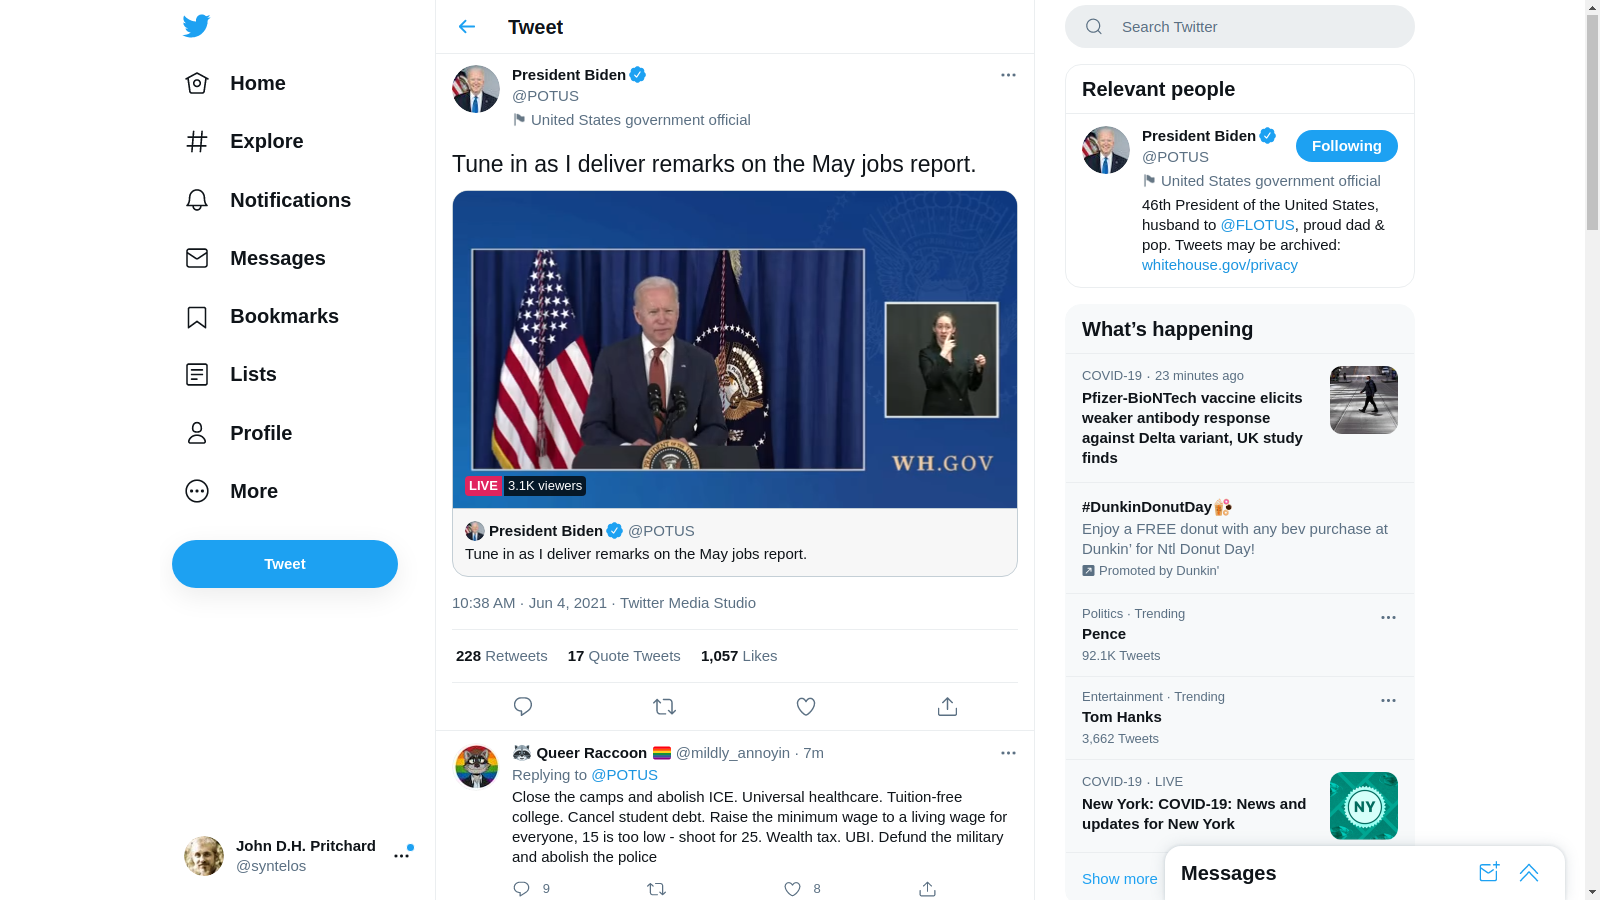 Home
Explore
Notifications
Messages
Bookmarks
Lists
Profile
More
Tweet
John D.H. Pritchard
@syntelos
Tweet
President Biden
@POTUS
United States government official
Tune in as I deliver remarks on the May jobs report.
WH.GOV
LIVE 3.1K viewers
President Biden @POTUS
Tune in as I deliver remarks on the May jobs report.
10:38 AM · Jun 4, 2021 · Twitter Media Studio
228 Retweets 17 Quote Tweets 1,057 Likes
Queer Raccoon @mildly_annoyin · 7m
Replying to @POTUS
Close the camps and abolish ICE. Universal healthcare. Tuition-free
college. Cancel student debt. Raise the minimum wage to a living wage for
everyone, 15 is too low - shoot for 25. Wealth tax. UBI. Defund the military
and abolish the police
9 8
Search Twitter
Relevant people
President Biden
@POTUS
Following
United States government official
46th President of the United States,
husband to @FLOTUS, proud dad &
pop. Tweets may be archived:
whitehouse.gov/privacy
What’s happening
COVID-19 · 23 minutes ago
Pfizer-BioNTech vaccine elicits
weaker antibody response
against Delta variant, UK study
finds
#DunkinDonutDay
Enjoy a FREE donut with any bev purchase at
Dunkin’ for Ntl Donut Day!
Promoted by Dunkin'
Politics · Trending
Pence
92.1K Tweets
Entertainment · Trending
Tom Hanks
3,662 Tweets
COVID-19 · LIVE
New York: COVID-19: News and
updates for New York
NY
Show more
Messages